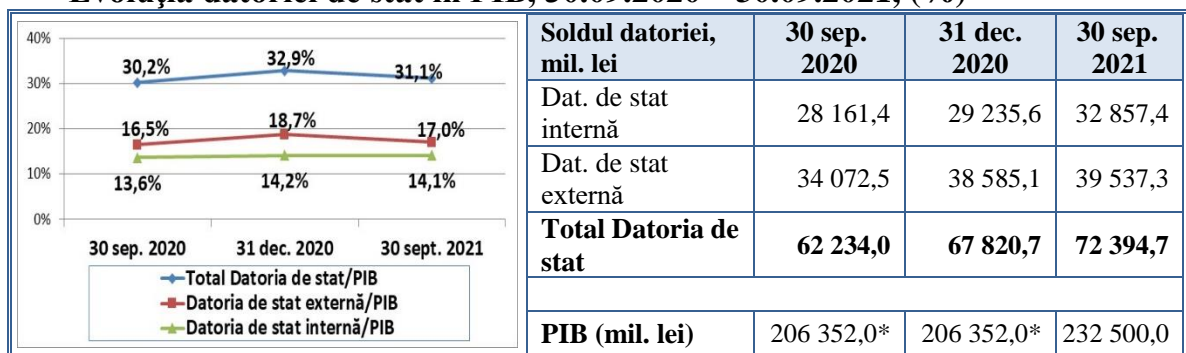 40%
30%
20%
10%
0%
30,2%
32,9%
31,1%
16,5%
18,7%
17,0%
13,6%
14,2%
14,1%
30 sep. 2020
31 dec. 2020
30 sept. 2021
Total Datoria de stat/PIB
Datoria de stat externă/PIB
Datoria de stat internă/PIB
Soldul datoriei, mil. lei 30 sep. 2020 31 dec. 2020 30 sep. 2021
Dat. de stat internă 28 161,4 29 235,6 32 857,4
Dat. de stat externă 34 072,5 38 585,1 39 537,3
Total Datoria de stat 62 234,0 67 820,7 72 394,7
PIB (mil. lei) 206 352,0* 206 352,0* 232 500,0